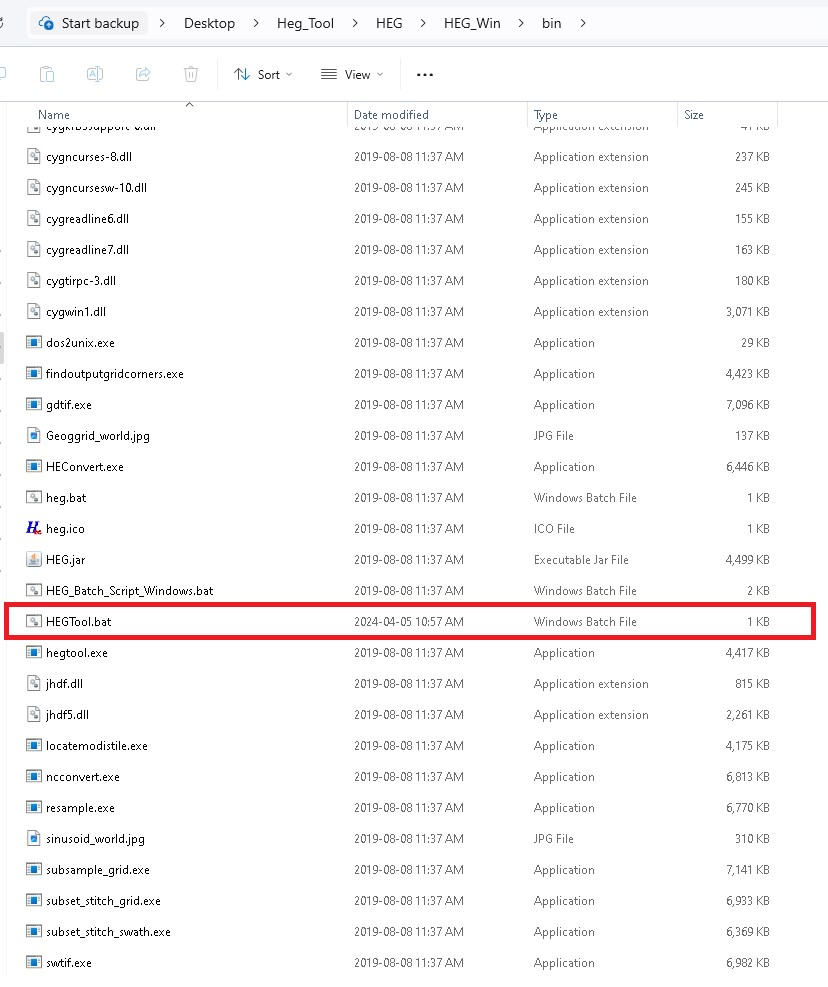 Start backup > Desktop > Heg_Tool > HEG > HEG_Win > bin >
Sort View ...
Name Date modified Type Size
cygncurses-8.dll 2019-08-08 11:37 AM Application extension 237 KB
cygncursesw-10.dll 2019-08-08 11:37 AM Application extension 245 KB
cygreadline6.dll 2019-08-08 11:37 AM Application extension 155 KB
cygreadline7.dll 2019-08-08 11:37 AM Application extension 163 KB
cygtirpc-3.dll 2019-08-08 11:37 AM Application extension 180 KB
cygwin1.dll 2019-08-08 11:37 AM Application extension 3,071 KB
dos2unix.exe 2019-08-08 11:37 AM Application 29 KB
findoutputgridcorners.exe 2019-08-08 11:37 AM Application 4,423 KB
gdtif.exe 2019-08-08 11:37 AM Application 7,096 KB
Geoggrid_world.jpg 2019-08-08 11:37 AM JPG File 137 KB
HEConvert.exe 2019-08-08 11:37 AM Application 6,446 KB
heg.bat 2019-08-08 11:37 AM Windows Batch File 1 KB
heg.ico 2019-08-08 11:37 AM ICO File 1 KB
HEG.jar 2019-08-08 11:37 AM Executable Jar File 4,499 KB
HEG_Batch_Script_Windows.bat 2019-08-08 11:37 AM Windows Batch File 2 KB
HEGTool.bat 2024-04-05 10:57 AM Windows Batch File 1 KB
hegtool.exe 2019-08-08 11:37 AM Application 4,417 KB
jhdf.dll 2019-08-08 11:37 AM Application extension 815 KB
jhdf5.dll 2019-08-08 11:37 AM Application extension 2,261 KB
locatemodistile.exe 2019-08-08 11:37 AM Application 4,175 KB
ncconvert.exe 2019-08-08 11:37 AM Application 6,813 KB
resample.exe 2019-08-08 11:37 AM Application 6,770 KB
sinusoid_world.jpg 2019-08-08 11:37 AM JPG File 310 KB
subsample_grid.exe 2019-08-08 11:37 AM Application 7,141 KB
subset_stitch_grid.exe 2019-08-08 11:37 AM Application 6,933 KB
subset_stitch_swath.exe 2019-08-08 11:37 AM Application 6,369 KB
swtif.exe 2019-08-08 11:37 AM Application 6,982 KB